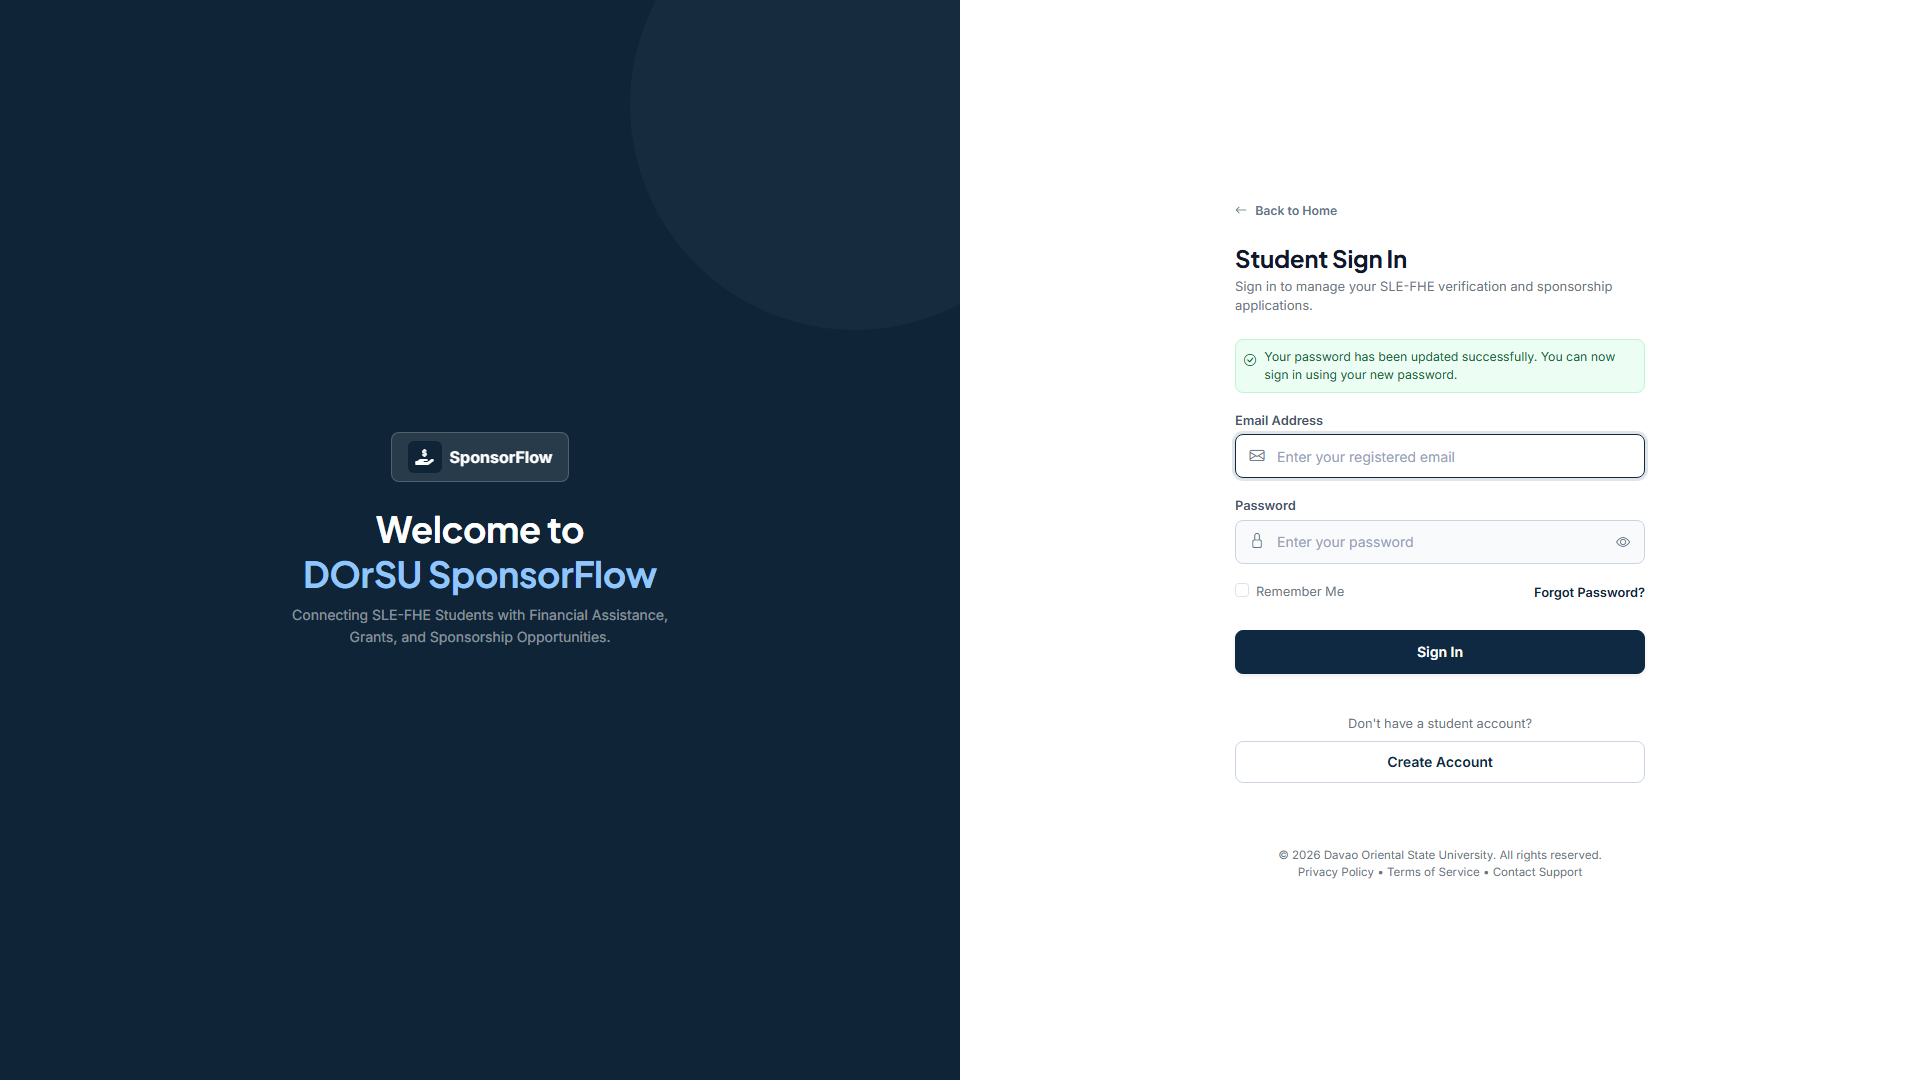 SponsorFlow
Welcome to
DOrSU SponsorFlow
Connecting SLE-FHE Students with Financial Assistance,
Grants, and Sponsorship Opportunities.
Back to Home
Student Sign In
Sign in to manage your SLE-FHE verification and sponsorship
applications.
Your password has been updated successfully. You can now
sign in using your new password.
Email Address
Enter your registered email
Password
Enter your password
Remember Me
Forgot Password?
Sign In
Don't have a student account?
Create Account
© 2026 Davao Oriental State University. All rights reserved.
Privacy Policy • Terms of Service • Contact Support